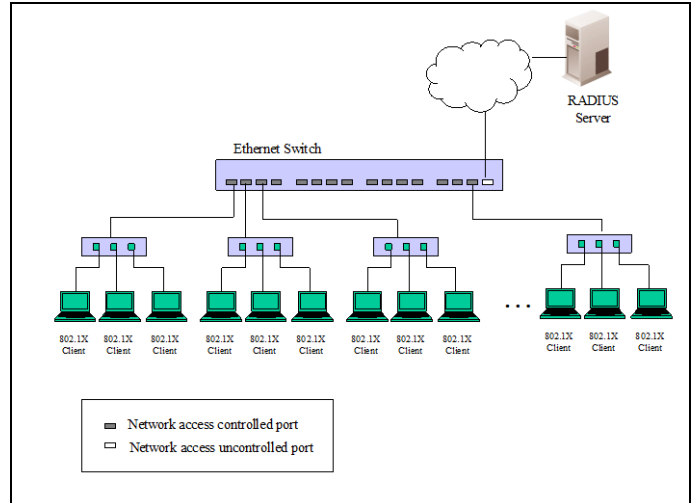 RADIUS
Server
Ethernet Switch
802.1X
Client
802.1X
Client
802.1X
Client
802.1X
Client
802.1X
Client
802.1X
Client
802.1X
Client
802.1X
Client
802.1X
Client
...
802.1X
Client
802.1X
Client
802.1X
Client
Network access controlled port
Network access uncontrolled port